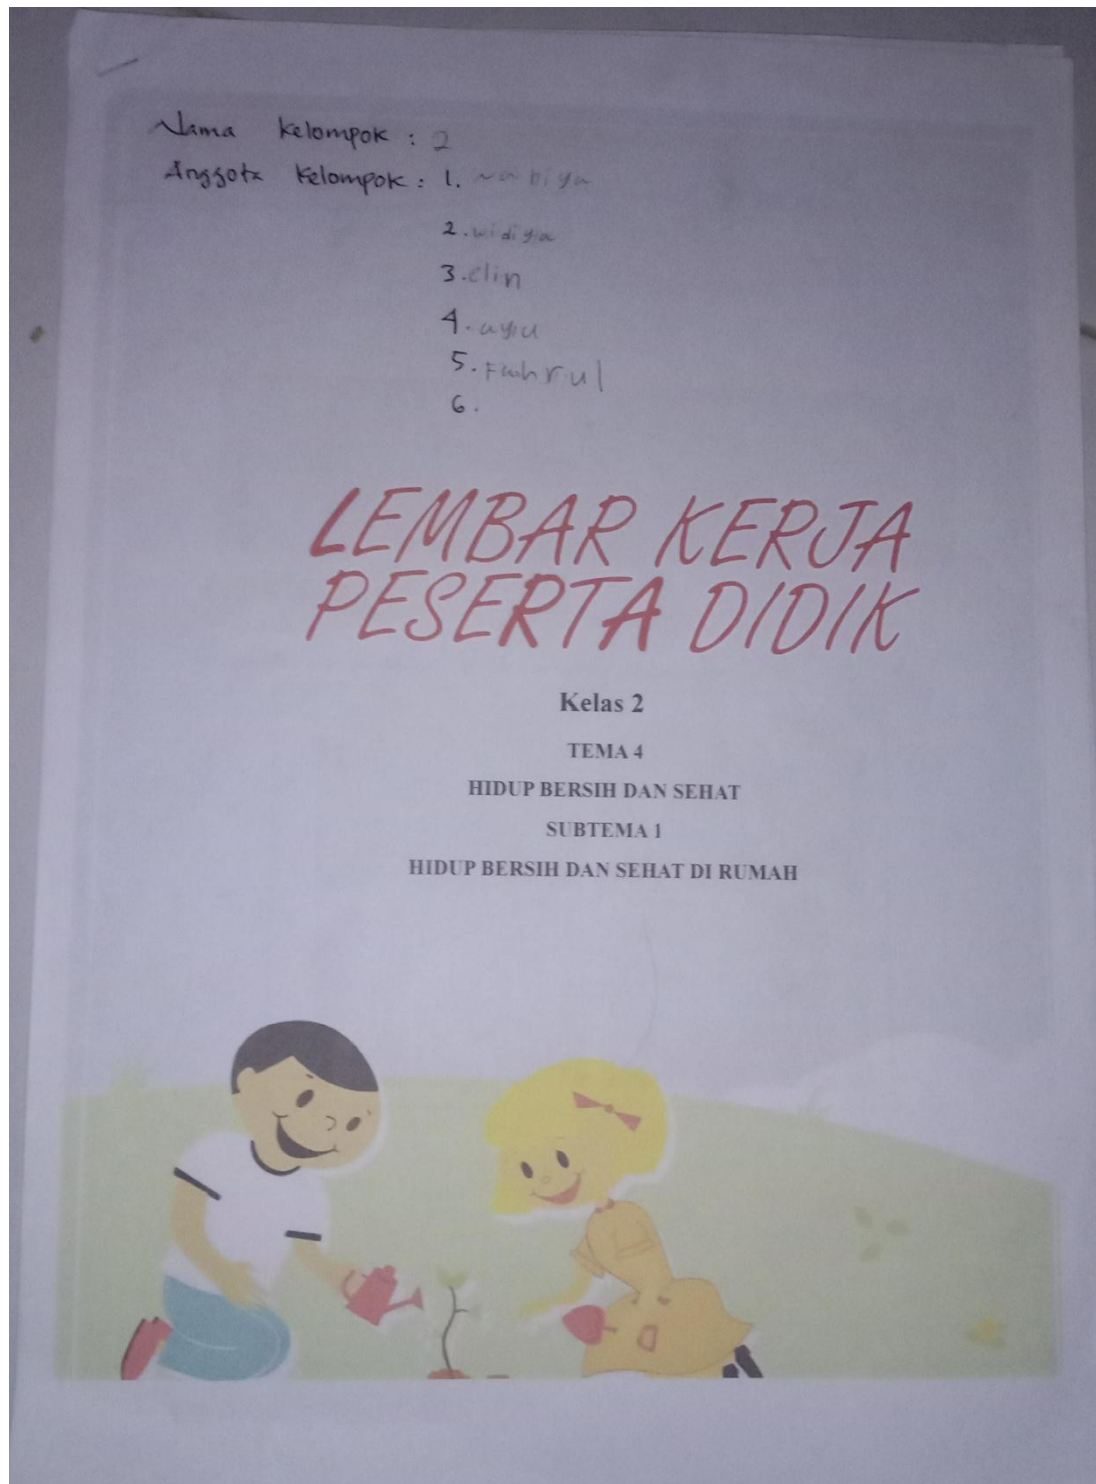 Nama Kelompok : 2
Anggota Kelompok : 1. nabiya
2. widiya
3. elin
4. ayu
5. Fahrul
6.
LEMBAR KERJA
PESERTA DIDIK
Kelas 2
TEMA 4
HIDUP BERSIH DAN SEHAT
SUBTEMA 1
HIDUP BERSIH DAN SEHAT DI RUMAH